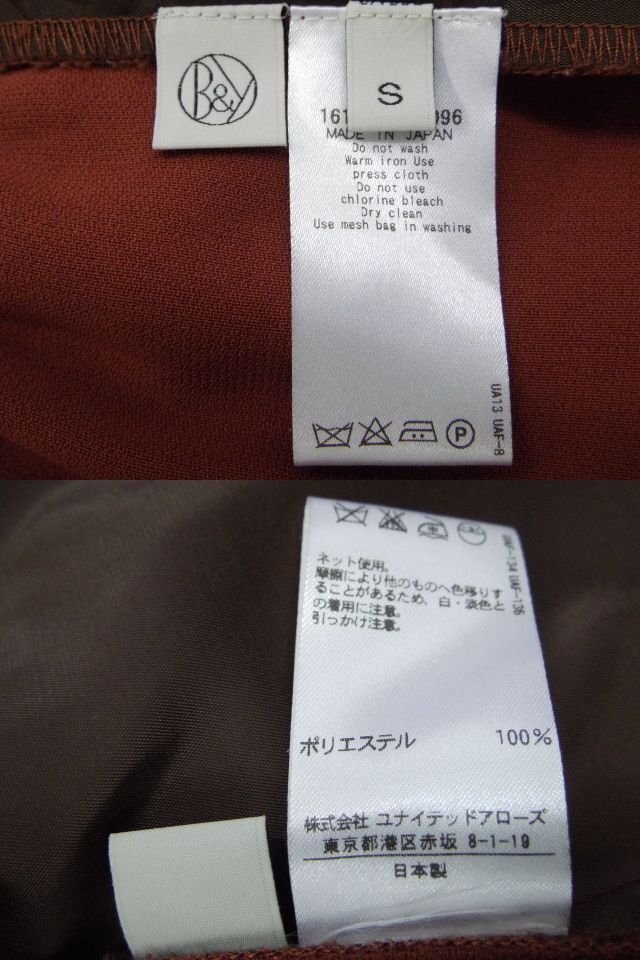 B&Y
S
161
096
MADE IN JAPAN
Do not wash
Warm iron Use
press cloth
Do not use
chlorine bleach
Dry clean
Use mesh bag in washing
UA13 UAF-8
P
UAF-134 UAF-136
ネット使用。
摩擦により他のものへ色移りす
ることがあるため、白・淡色と
の着用に注意。
引っかけ注意。
ポリエステル 100%
株式会社 ユナイテッドアローズ
東京都港区赤坂 8-1-19
日本製